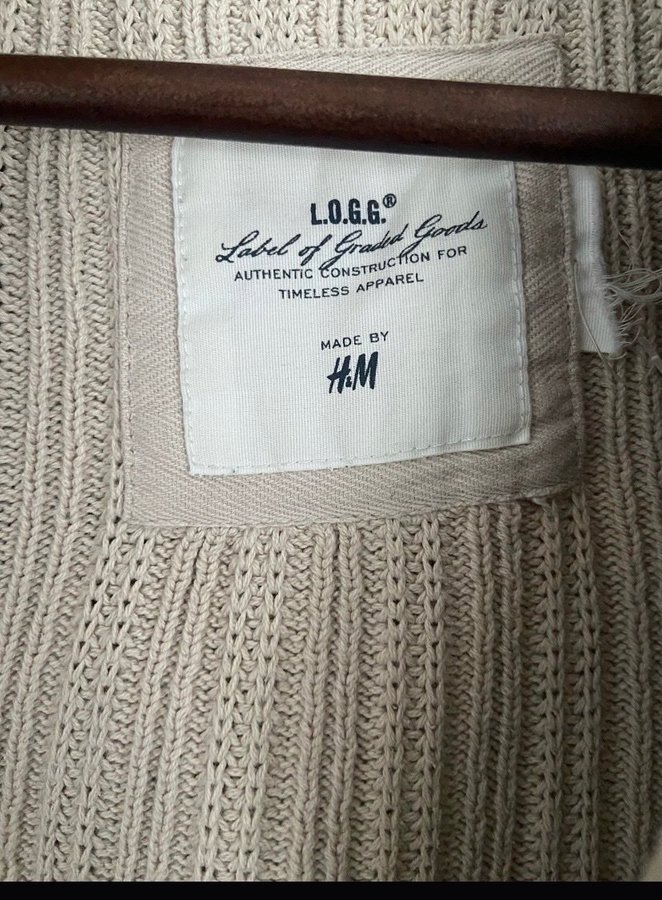 L.O.G.G.®
Label of Graded Goods
AUTHENTIC CONSTRUCTION FOR
TIMELESS APPAREL
MADE BY
H&M